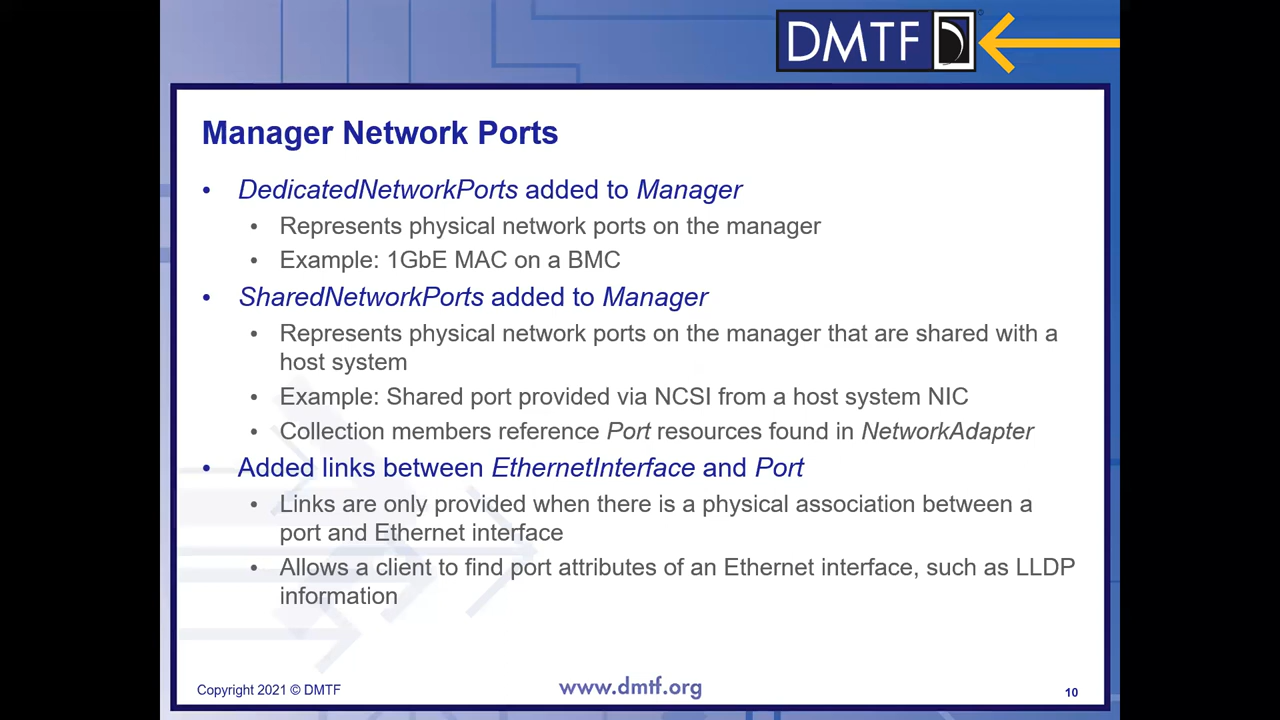 DMTF
Manager Network Ports
• DedicatedNetworkPorts added to Manager
• Represents physical network ports on the manager
• Example: 1GbE MAC on a BMC
• SharedNetworkPorts added to Manager
• Represents physical network ports on the manager that are shared with a
host system
• Example: Shared port provided via NCSI from a host system NIC
• Collection members reference Port resources found in NetworkAdapter
• Added links between EthernetInterface and Port
• Links are only provided when there is a physical association between a
port and Ethernet interface
• Allows a client to find port attributes of an Ethernet interface, such as LLDP
information
Copyright 2021 © DMTF
www.dmtf.org
10